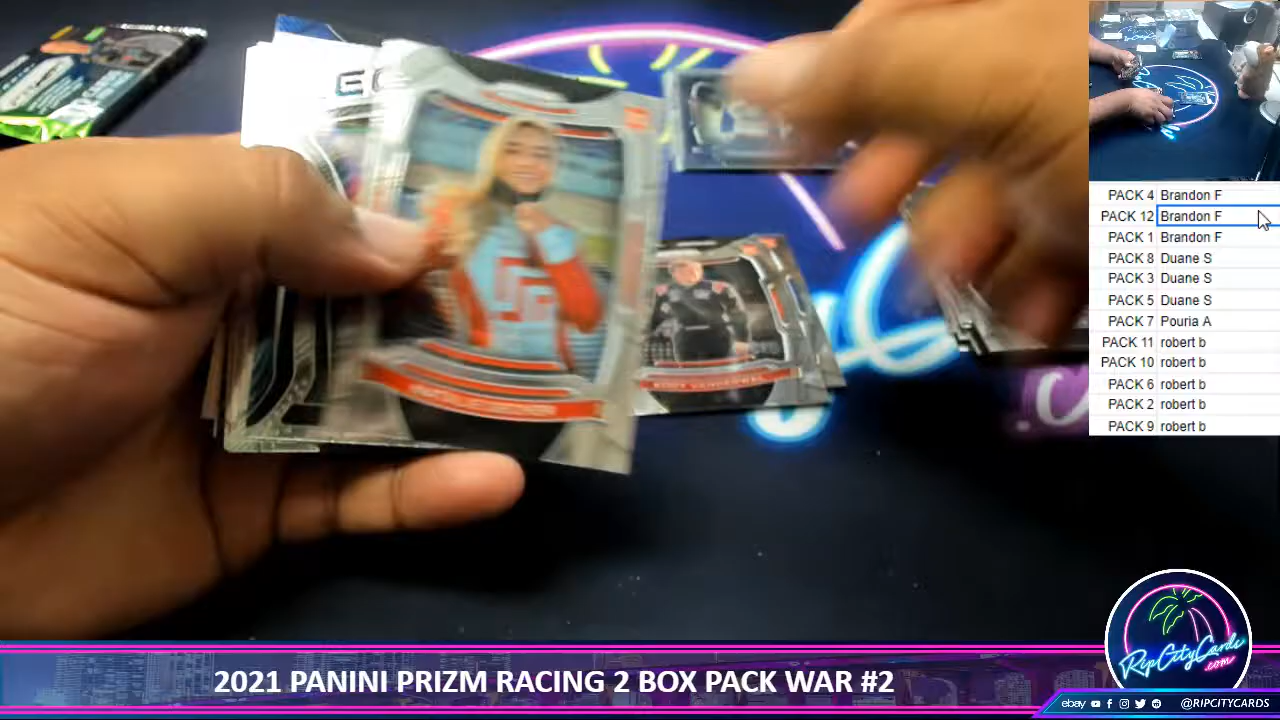 PACK 4 Brandon F
PACK 12 Brandon F
PACK 1 Brandon F
PACK 8 Duane S
PACK 3 Duane S
PACK 5 Duane S
PACK 7 Pouria A
PACK 11 robert b
PACK 10 robert b
PACK 6 robert b
PACK 2 robert b
PACK 9 robert b
RipCityCards
.com
2021 PANINI PRIZM RACING 2 BOX PACK WAR #2
ebay @RIPCITYCARDS